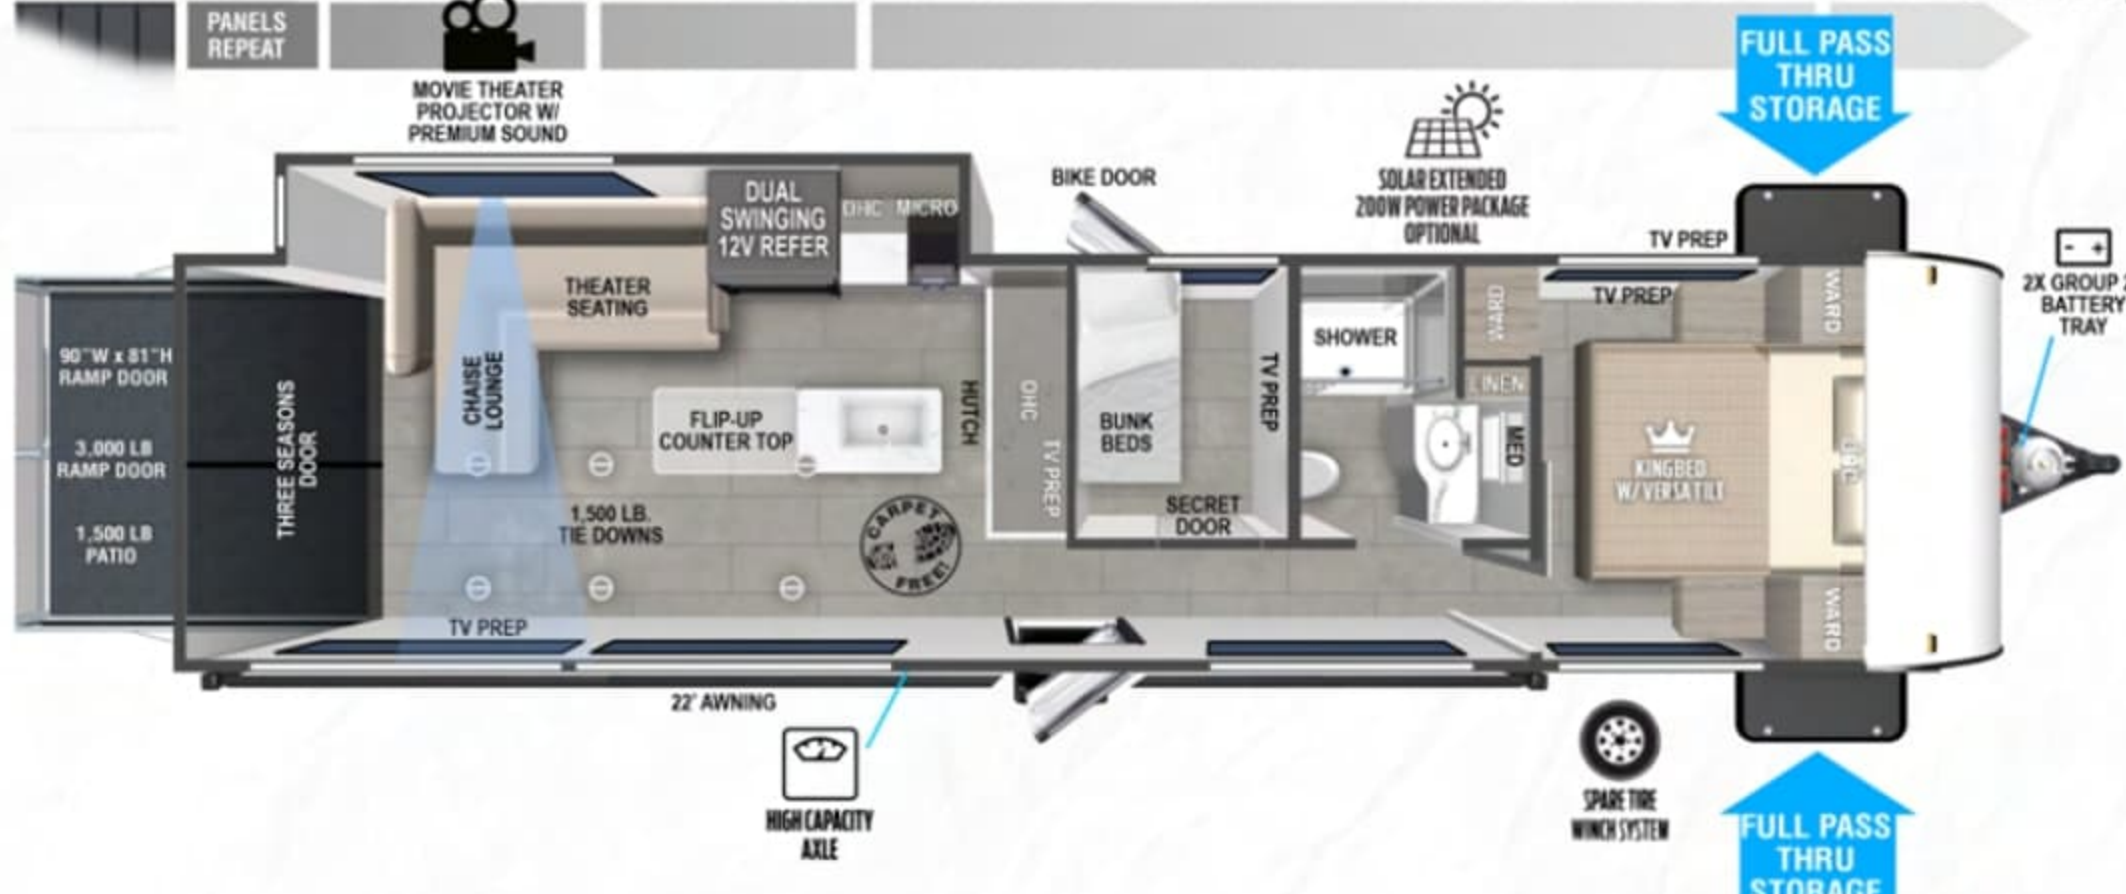 PANELS
REPEAT
MOVIE THEATER
PROJECTOR W/
PREMIUM SOUND
FULL PASS
THRU
STORAGE
BIKE DOOR
SOLAR EXTENDED
200W POWER PACKAGE
OPTIONAL
TV PREP
2X GROUP
BATTERY
TRAY
DUAL
SWINGING
12V REFER
OHC
MICRO
THEATER
SEATING
CHAISE
LOUNGE
90"W x 81"H
RAMP DOOR
3,000 LB
RAMP DOOR
1,500 LB
PATIO
THREE SEASONS
DOOR
FLIP-UP
COUNTER TOP
HUTCH
OHC
TV PREP
1,500 LB.
TIE DOWNS
CARPET
FREE!
BUNK
BEDS
TV PREP
SECRET
DOOR
SHOWER
DRAW
LINEN
MED
TV PREP
WARD
KING BED
W/ VERSA TILT
OHC
WARD
TV PREP
22' AWNING
HIGH CAPACITY
AXLE
SPARE TIRE
WINCH SYSTEM
FULL PASS
THRU
STORAGE